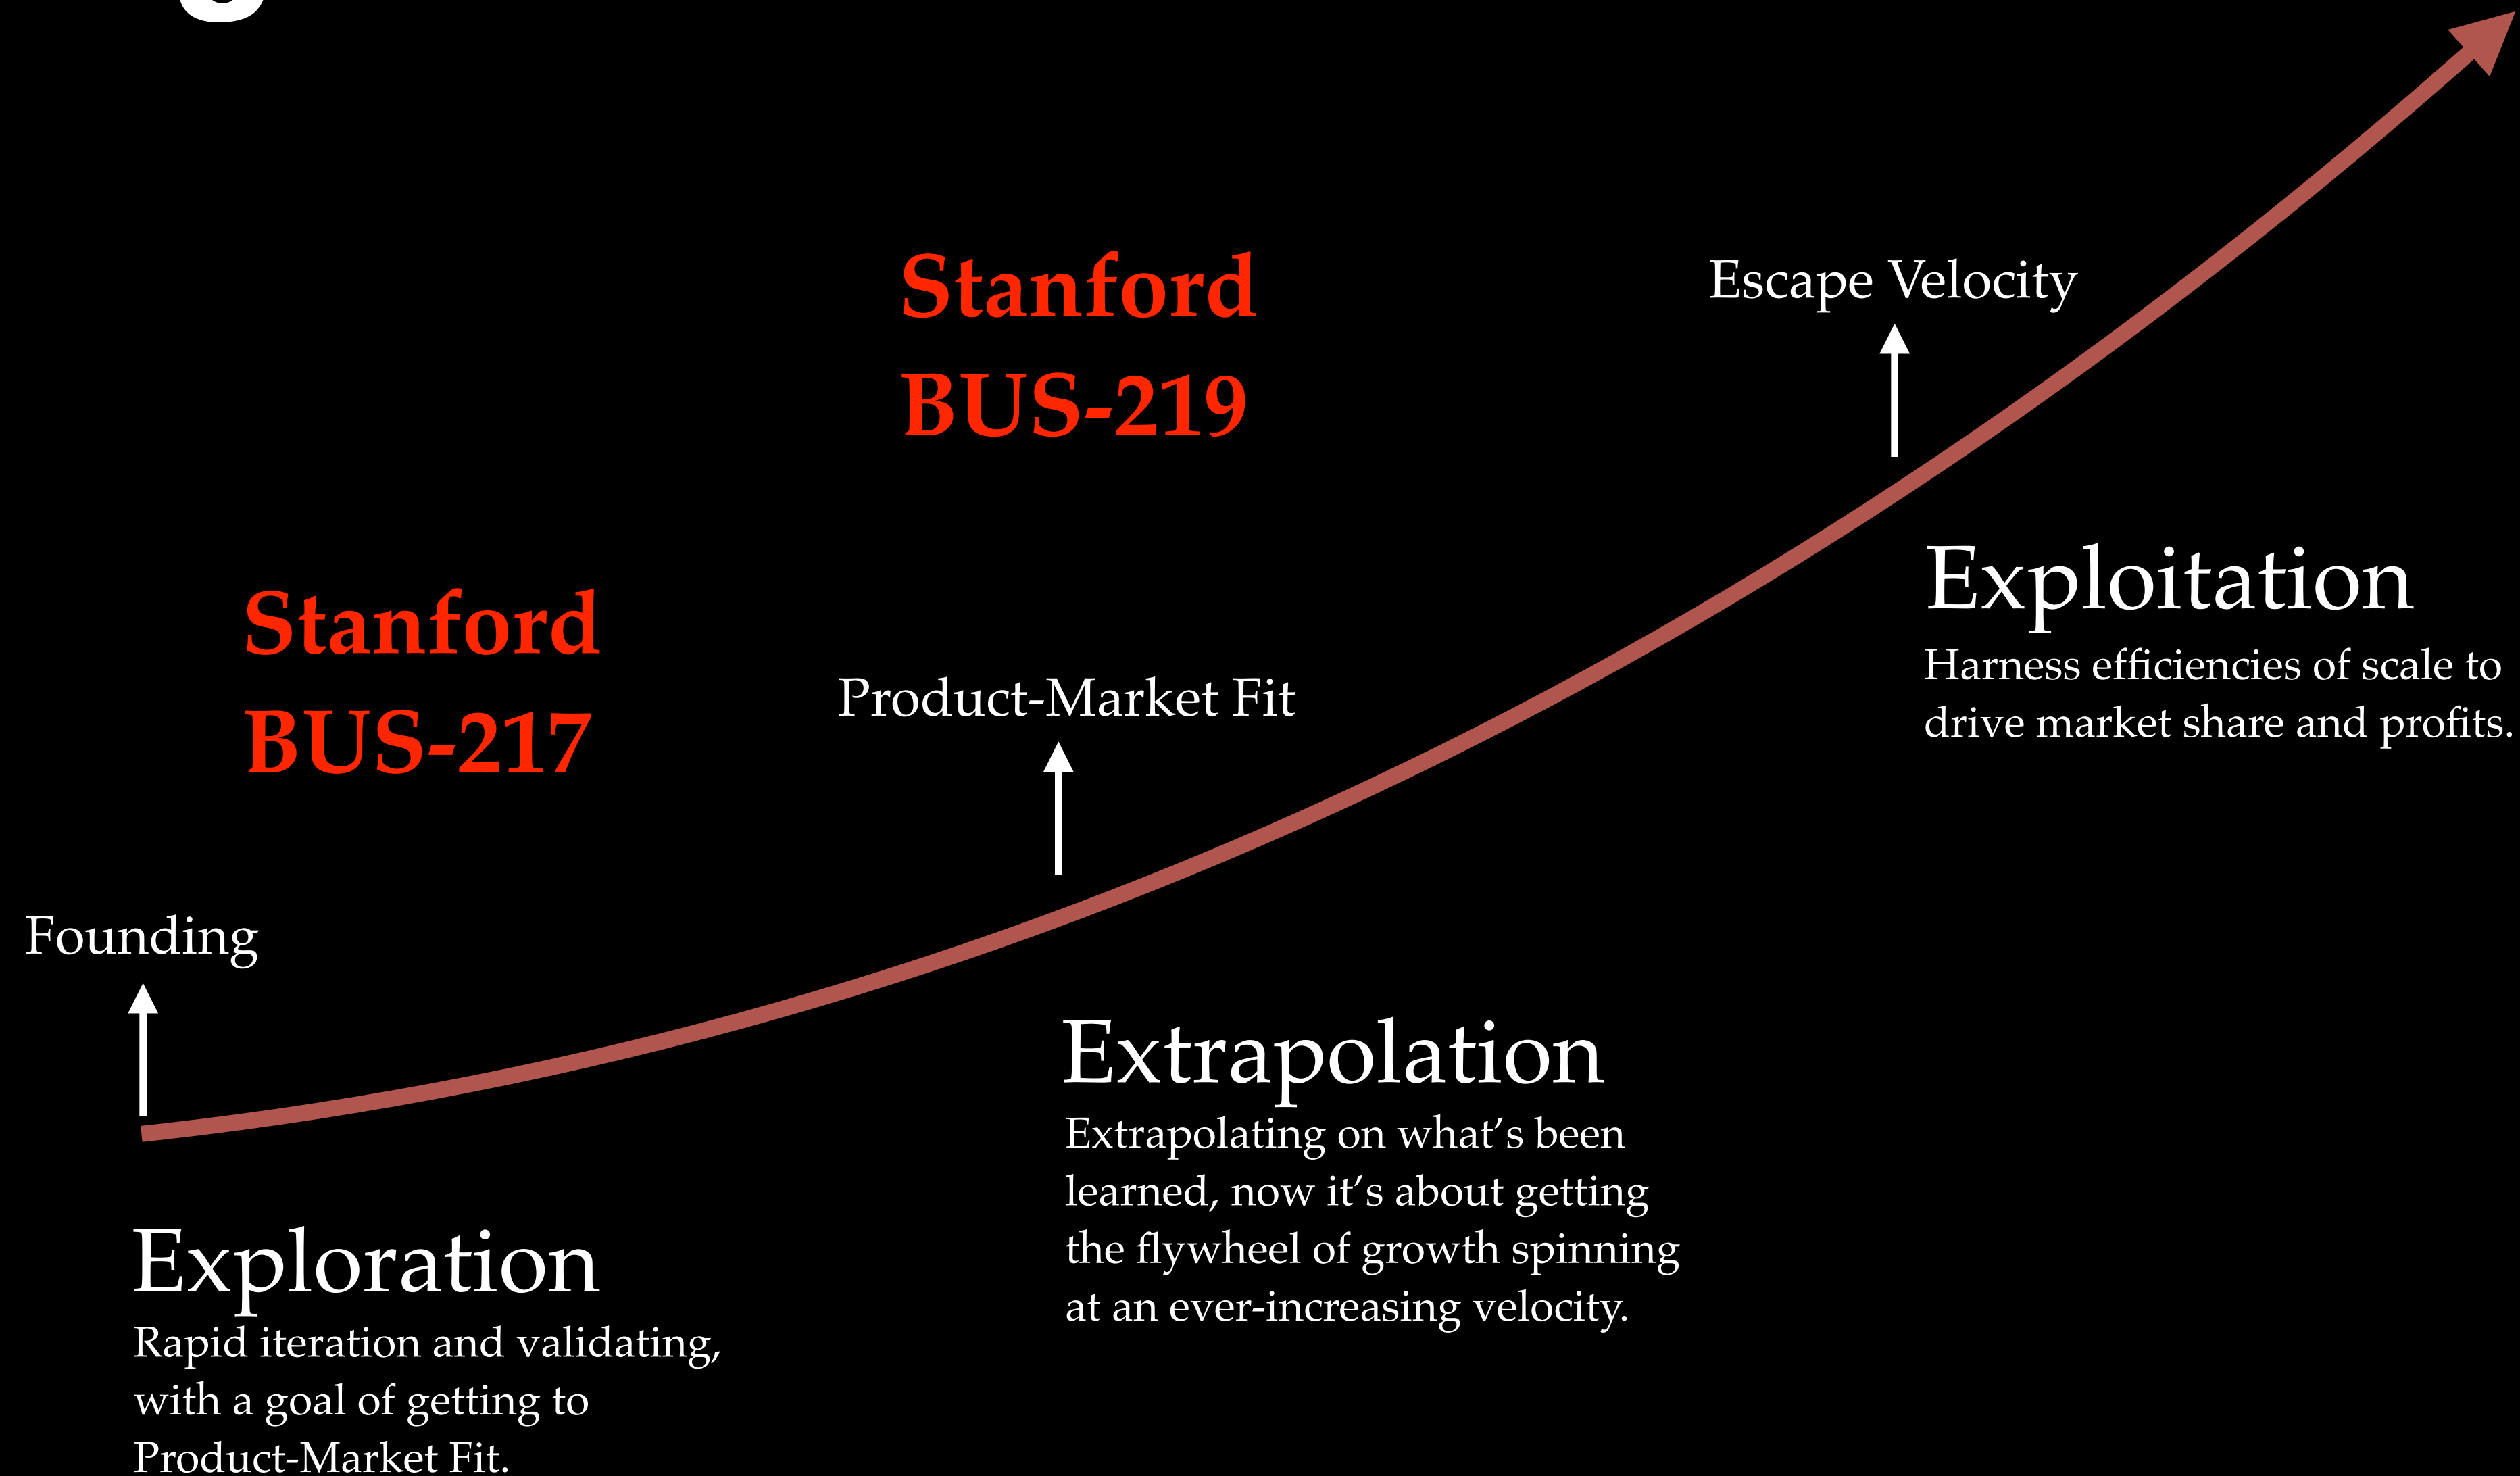 Stanford
BUS-219
Escape Velocity
Stanford
BUS-217
Product-Market Fit
Exploitation
Harness efficiencies of scale to
drive market share and profits.
Founding
Extrapolation
Extrapolating on what’s been
learned, now it’s about getting
the flywheel of growth spinning
at an ever-increasing velocity.
Exploration
Rapid iteration and validating,
with a goal of getting to
Product-Market Fit.